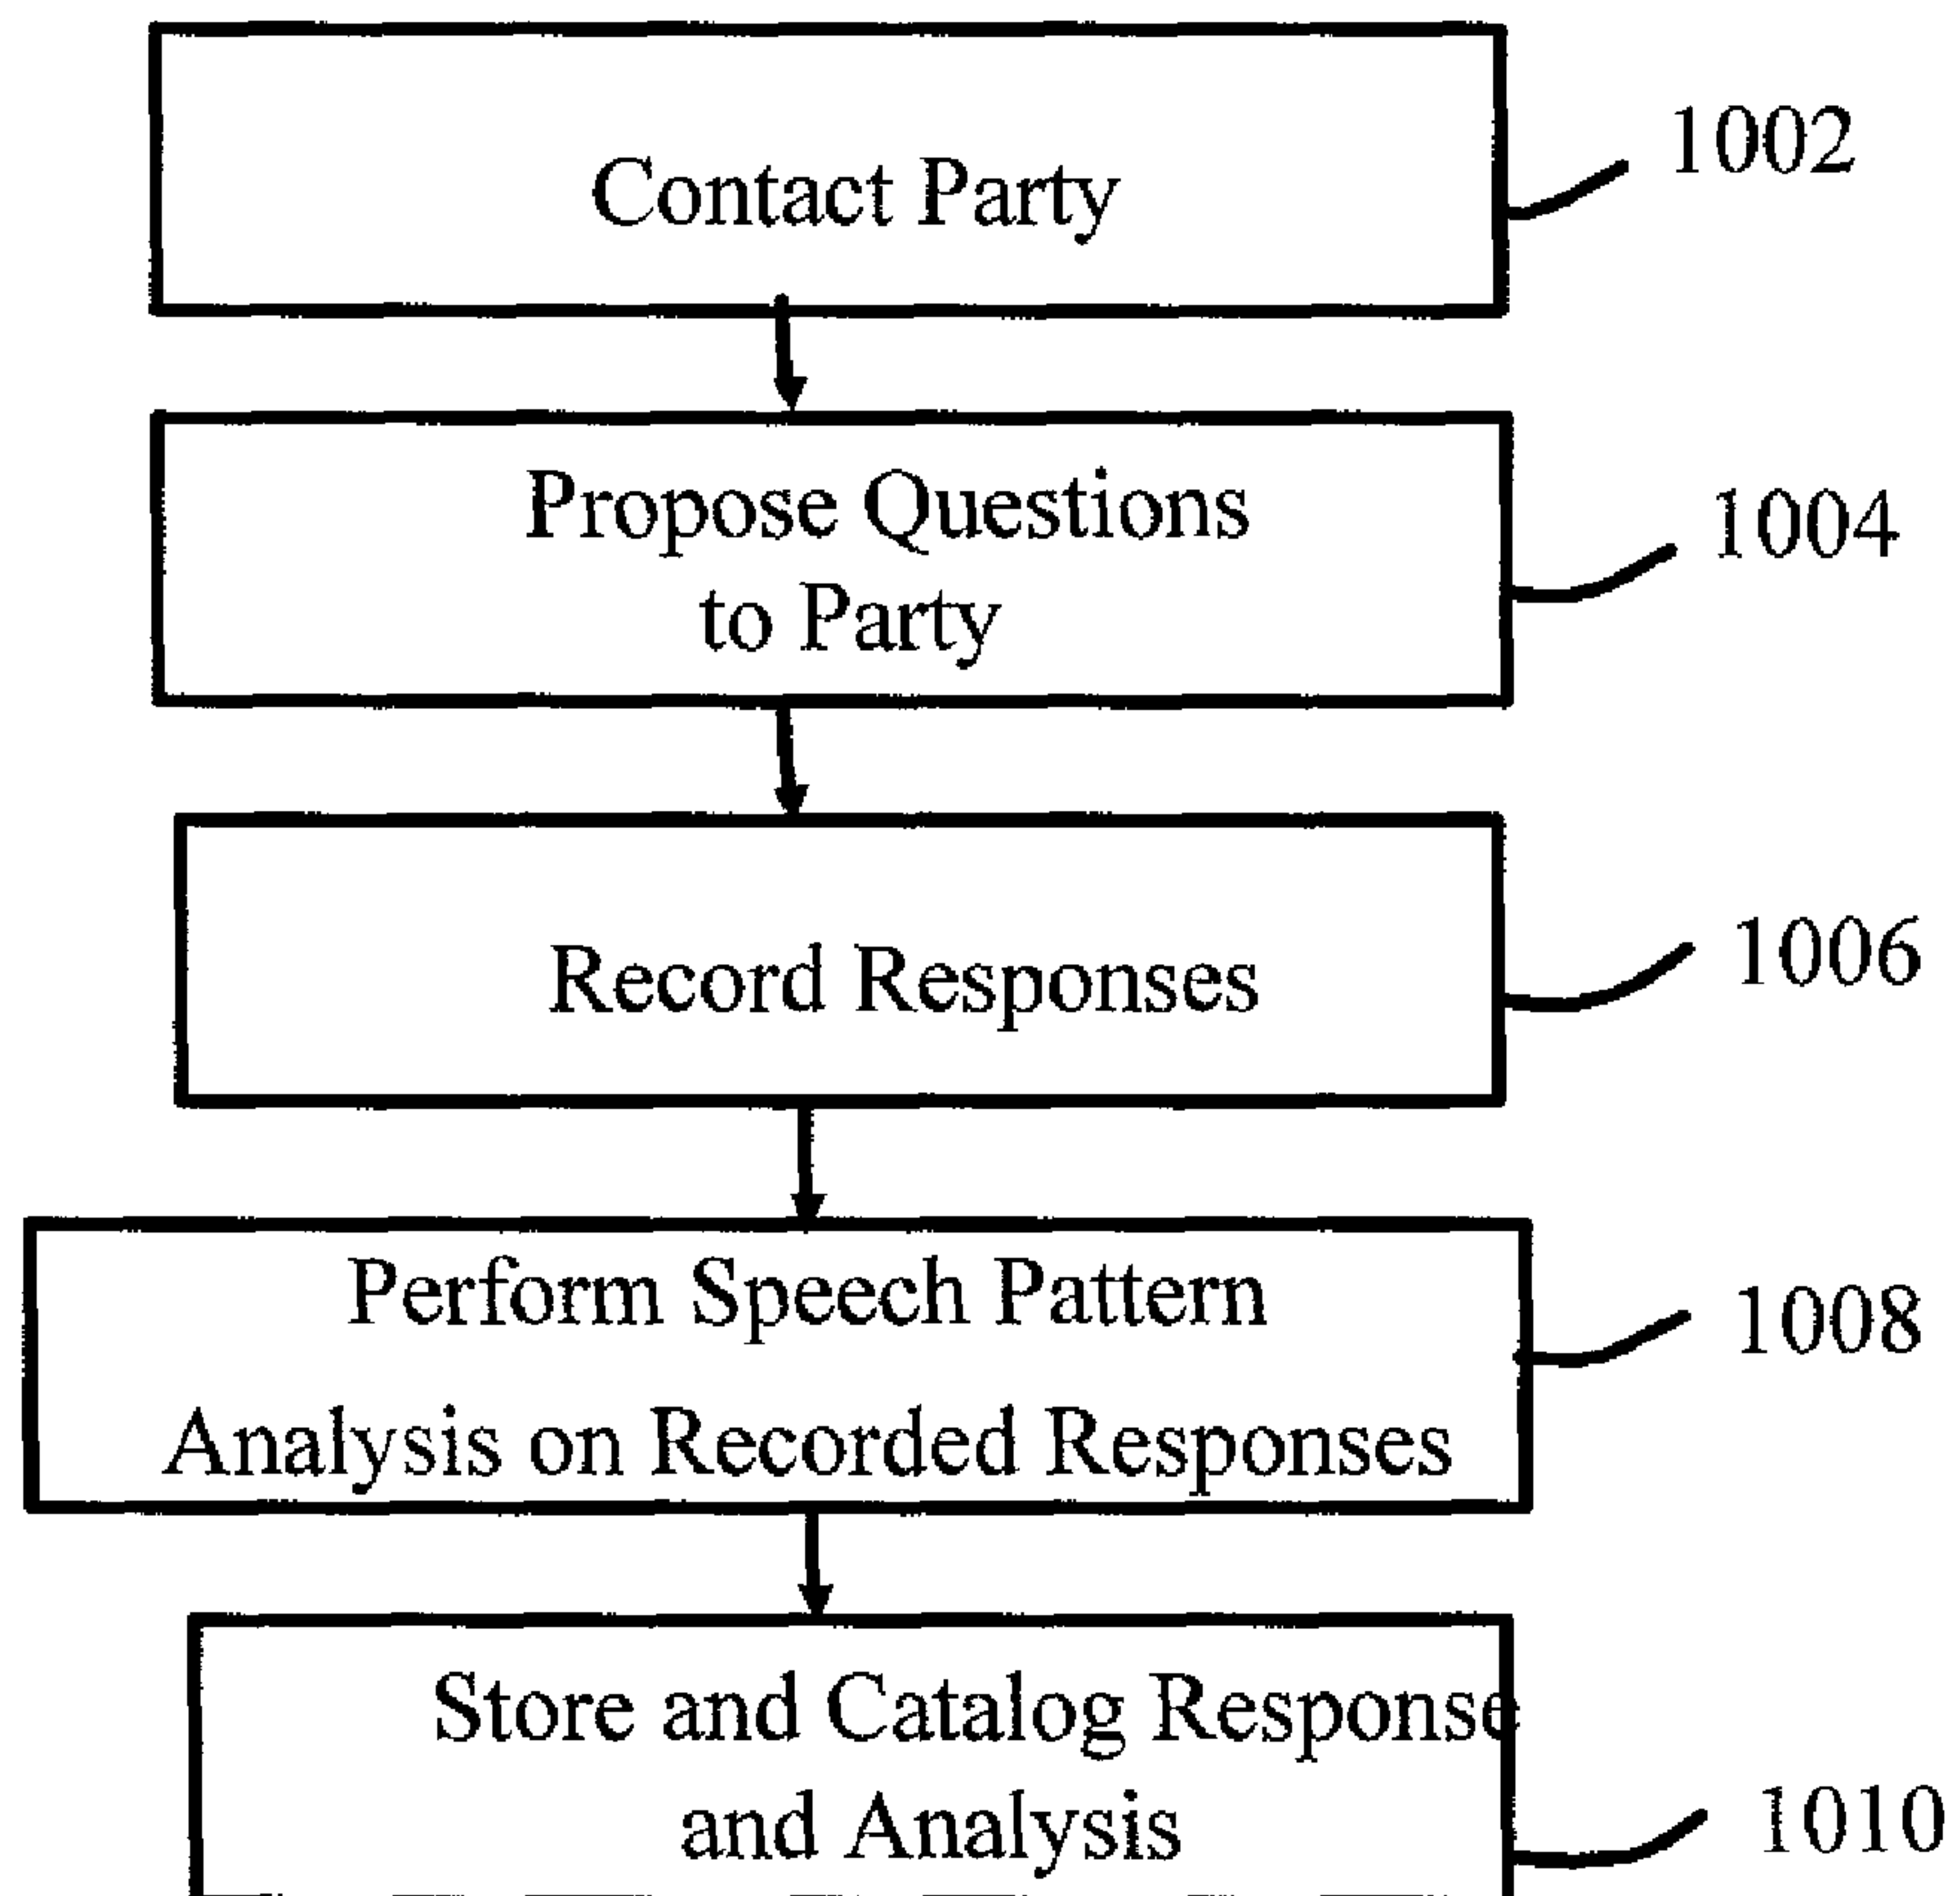 Contact Party
1002
Propose Questions
to Party
1004
Record Responses
1006
Perform Speech Pattern
Analysis on Recorded Responses
1008
Store and Catalog Response
and Analysis
1010